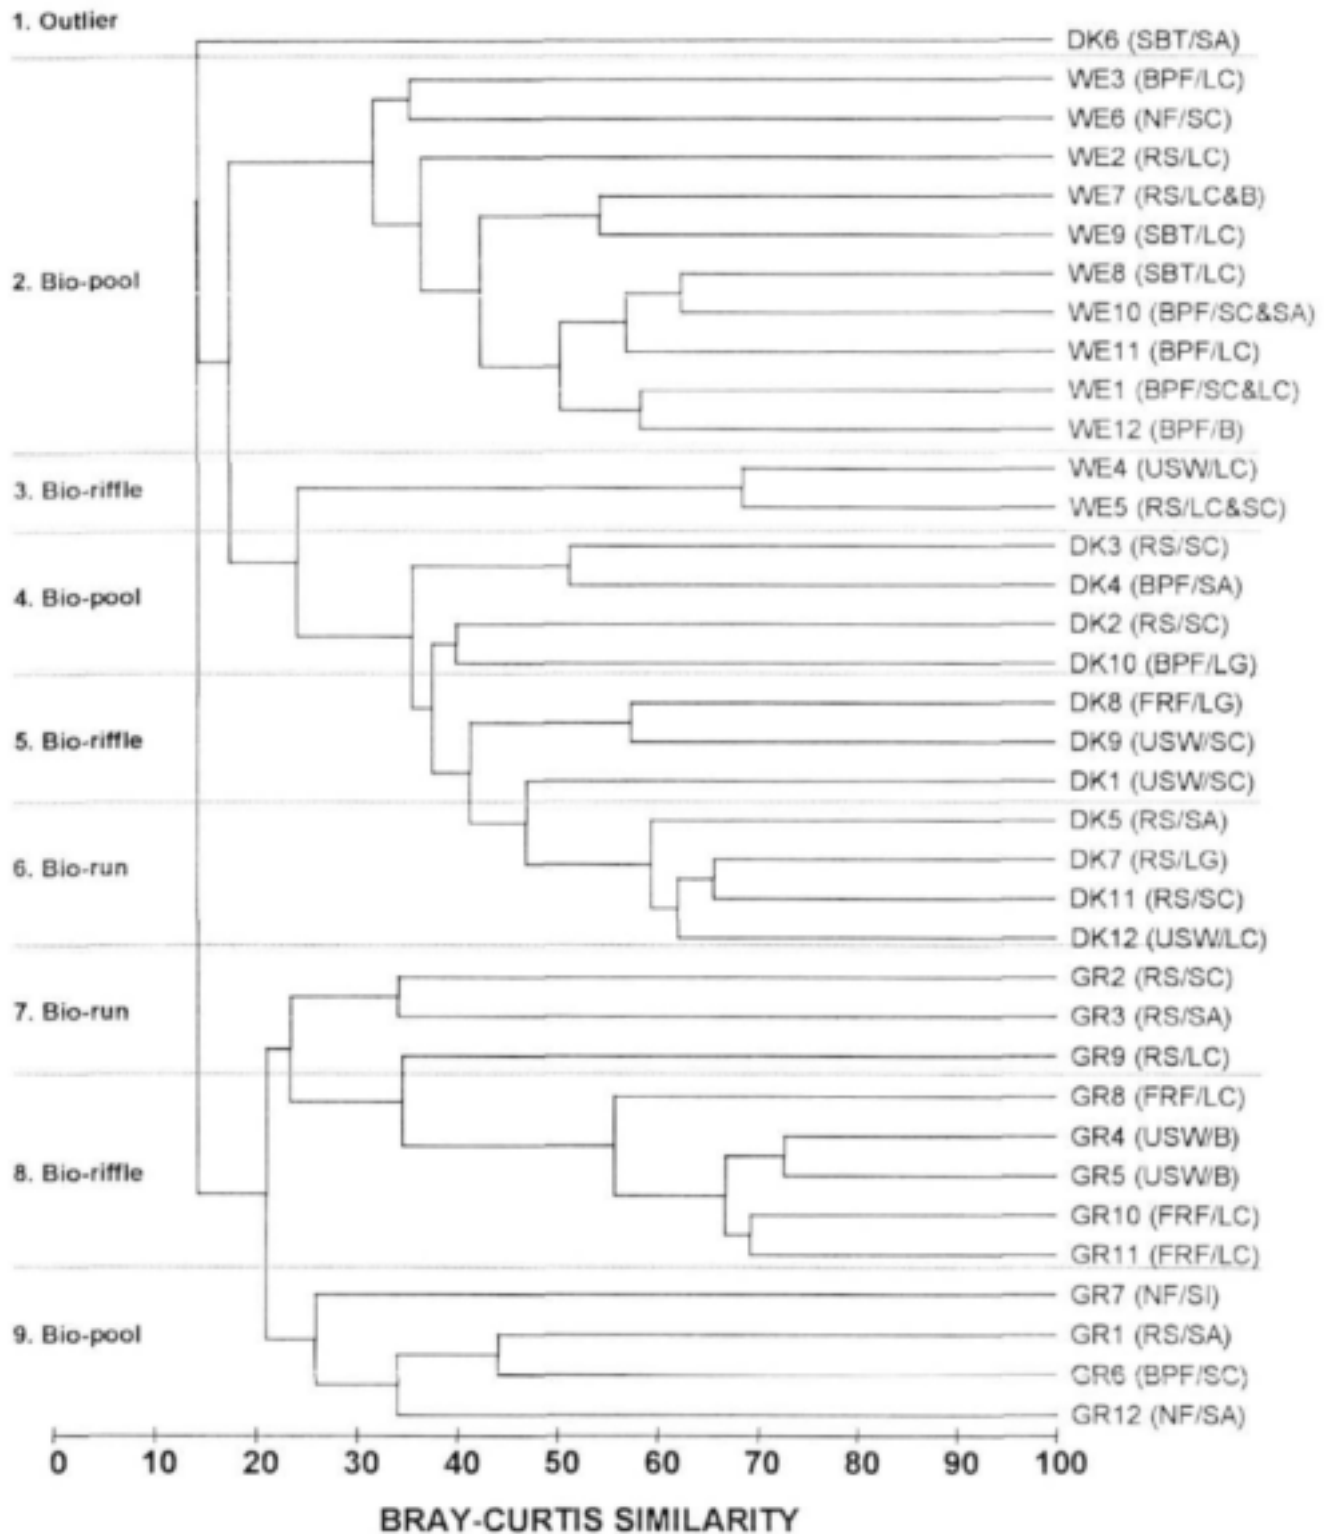 1. Outlier
DK6 (SBT/SA)
WE3 (BPF/LC)
WE6 (NF/SC)
WE2 (RS/LC)
WE7 (RS/LC&B)
WE9 (SBT/LC)
2. Bio-pool
WE8 (SBT/LC)
WE10 (BPF/SC&SA)
WE11 (BPF/LC)
WE1 (BPF/SC&LC)
WE12 (BPF/B)
WE4 (USW/LC)
3. Bio-riffle
WE5 (RS/LC&SC)
DK3 (RS/SC)
DK4 (BPF/SA)
4. Bio-pool
DK2 (RS/SC)
DK10 (BPF/LG)
DK8 (FRF/LG)
5. Bio-riffle
DK9 (USW/SC)
DK1 (USW/SC)
DK5 (RS/SA)
6. Bio-run
DK7 (RS/LG)
DK11 (RS/SC)
DK12 (USW/LC)
GR2 (RS/SC)
7. Bio-run
GR3 (RS/SA)
GR9 (RS/LC)
GR8 (FRF/LC)
GR4 (USW/B)
8. Bio-riffle
GR5 (USW/B)
GR10 (FRF/LC)
GR11 (FRF/LC)
GR7 (NF/SI)
9. Bio-pool
GR1 (RS/SA)
GR6 (BPF/SC)
GR12 (NF/SA)
0 10 20 30 40 50 60 70 80 90 100
BRAY-CURTIS SIMILARITY